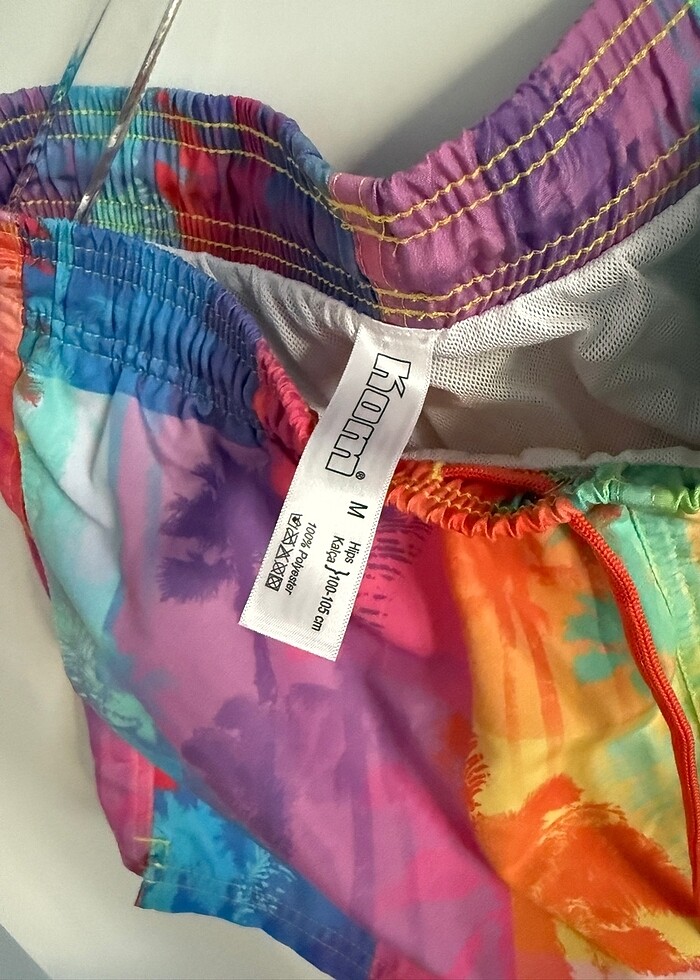 Kom®
M
Hips
Kalça }100-105 cm
100% Polyester